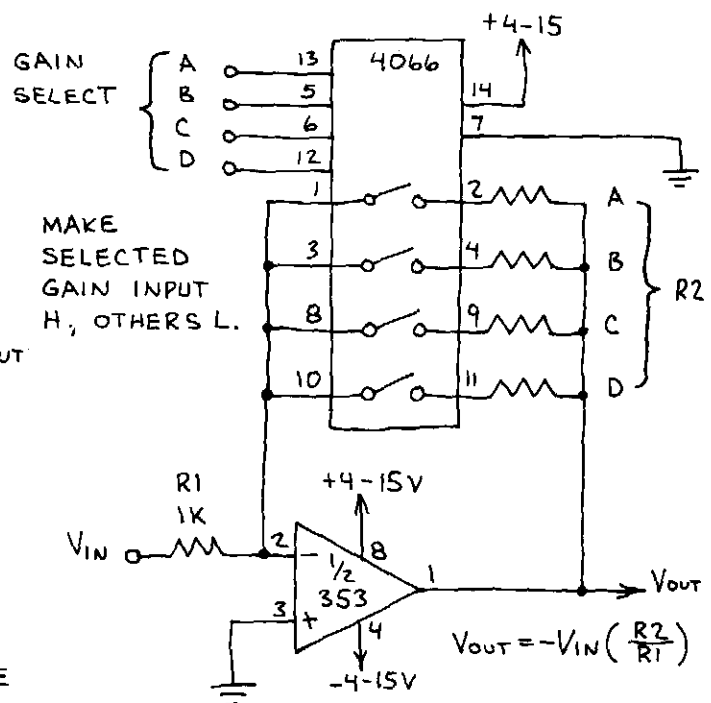 +4-15
GAIN
SELECT
A
B
C
D
13
5
6
12
4066
14
7
1
2
A
3
4
B
8
9
C
10
11
D
R2
MAKE
SELECTED
GAIN INPUT
H, OTHERS L.
UT
R1
1K
+4-15V
VIN
2
-
8
1/2
353
1
VOUT
3
+
4
VOUT = -VIN (R2/R1)
-4-15V
E